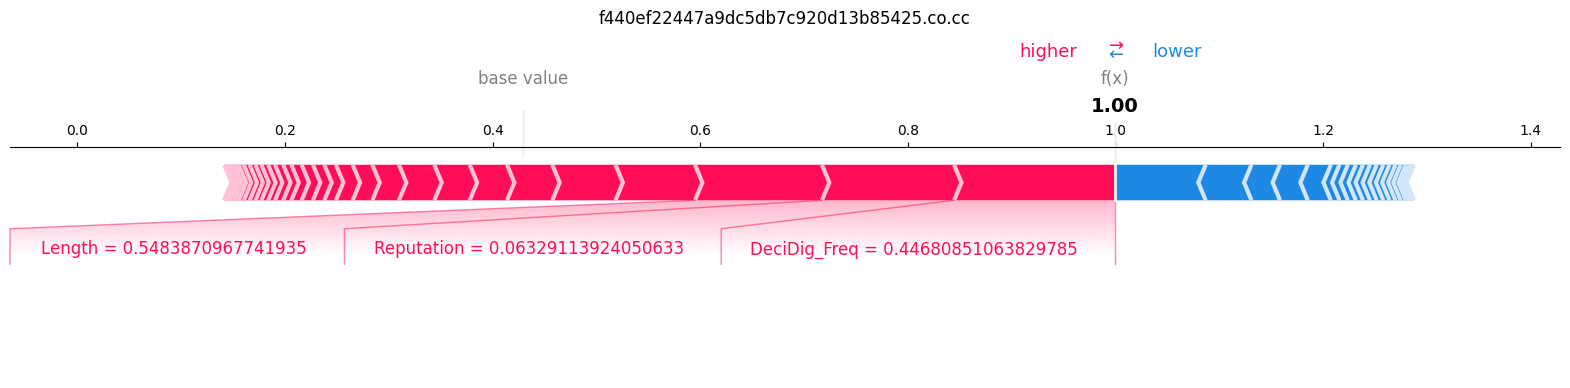 f440ef22447a9dc5db7c920d13b85425.co.cc
higher → ← lower
base value f(x)
1.00
0.0 0.2 0.4 0.6 0.8 1.0 1.2 1.4
Length = 0.5483870967741935 Reputation = 0.06329113924050633 DeciDig_Freq = 0.44680851063829785